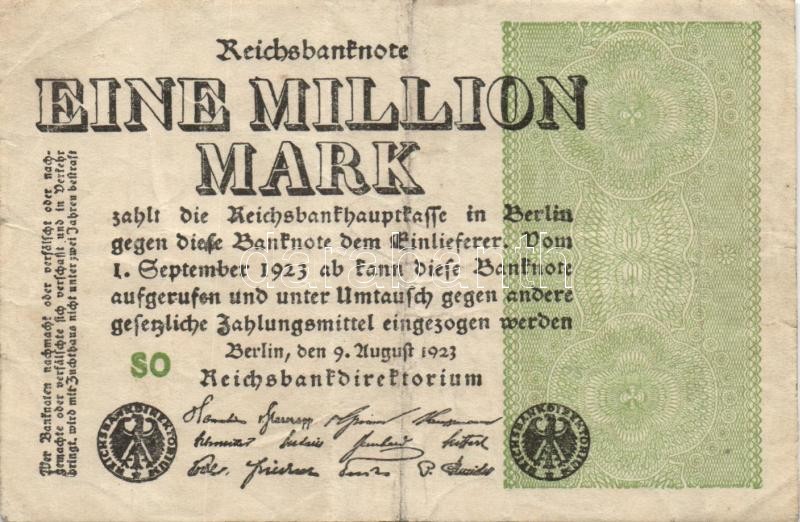 Reichsbanknote
EINE MILLION
MARK
zahlt die Reichsbankhauptkasse in Berlin
gegen diese Banknote dem Einlieferer. Vom
1. September 1923 ab kann diese Banknote
aufgerufen und unter Umtausch gegen andere
gesetzliche Zahlungsmittel eingezogen werden
Berlin, den 9. August 1923
SO
Reichsbankdirektorium
Wer Banknoten nachmacht oder verfälscht oder nach-
gemachte oder verfälschte sich verschafft und in Verkehr
bringt, wird mit Zuchthaus nicht unter zwei Jahren bestraft
REICHSBANKDIREKTORIUM
REICHSBANKDIREKTORIUM
darabanth